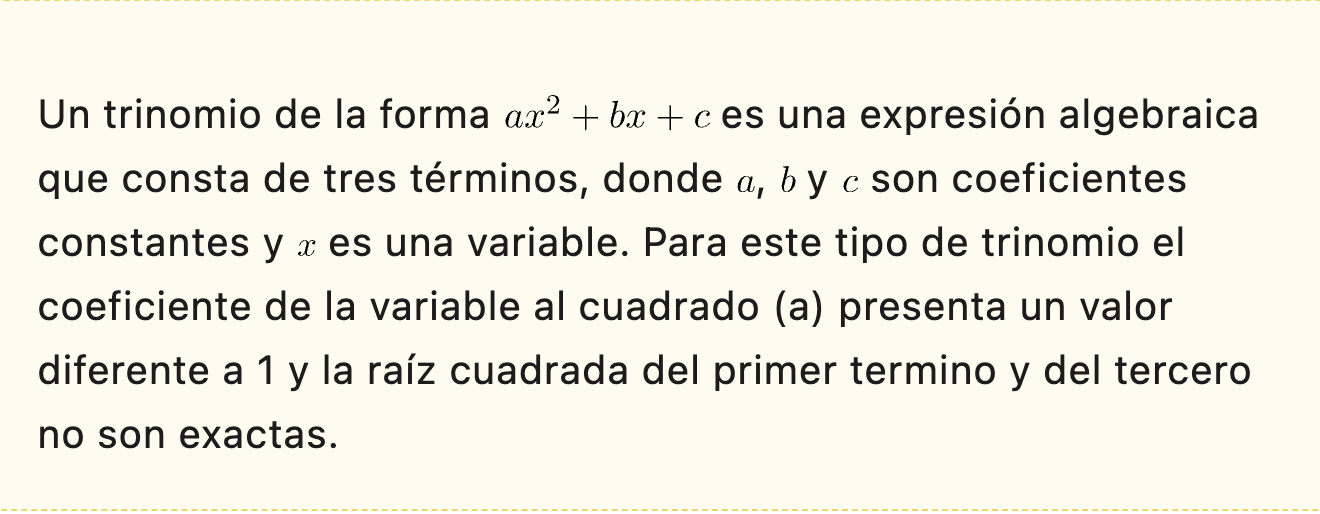 Un trinomio de la forma ax² + bx + c es una expresión algebraica
que consta de tres términos, donde a, b y c son coeficientes
constantes y x es una variable. Para este tipo de trinomio el
coeficiente de la variable al cuadrado (a) presenta un valor
diferente a 1 y la raíz cuadrada del primer termino y del tercero
no son exactas.